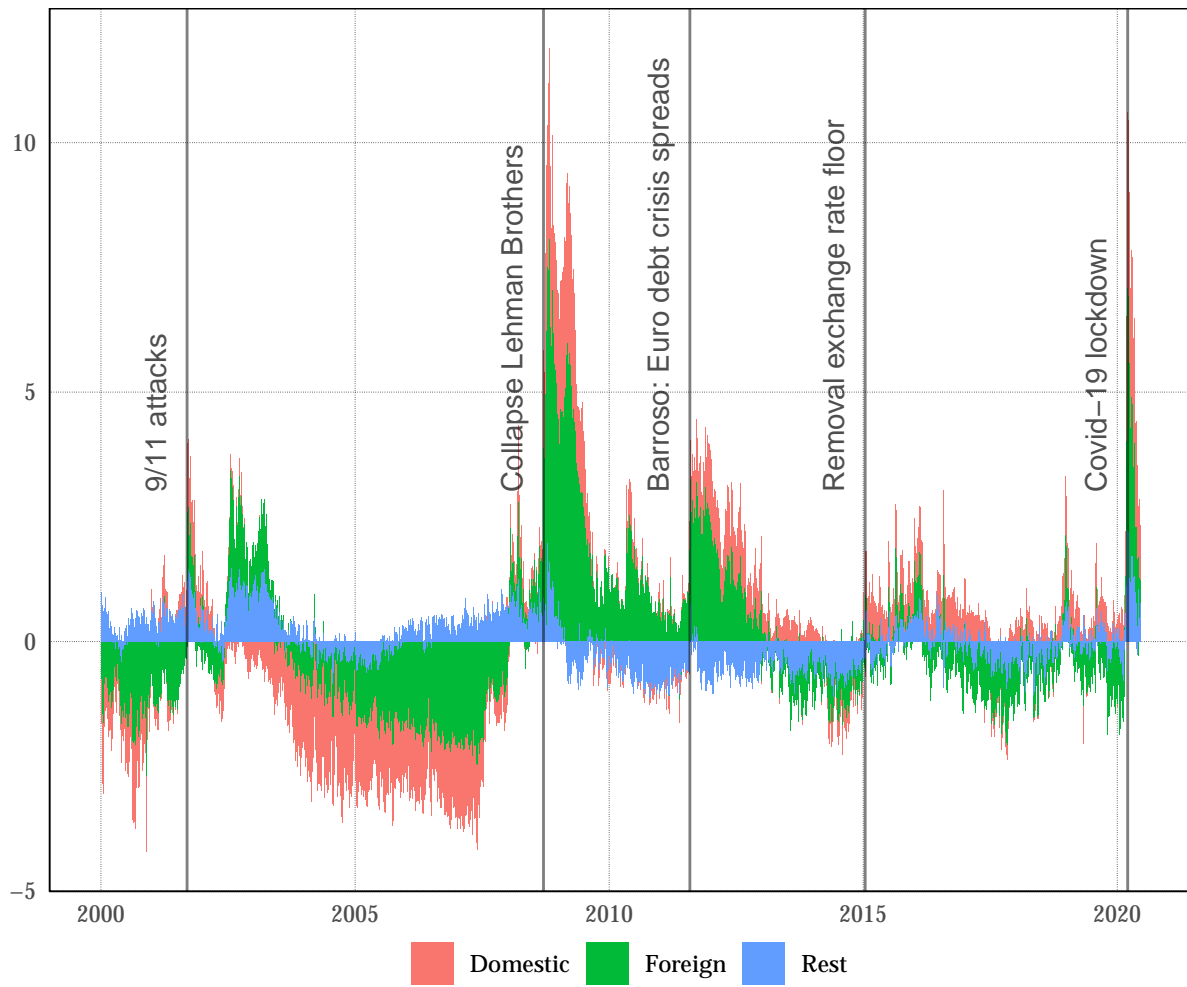 10
5
0
−5
9/11 attacks
Collapse Lehman Brothers
Barroso: Euro debt crisis spreads
Removal exchange rate floor
Covid−19 lockdown
2000 2005 2010 2015 2020
Domestic Foreign Rest